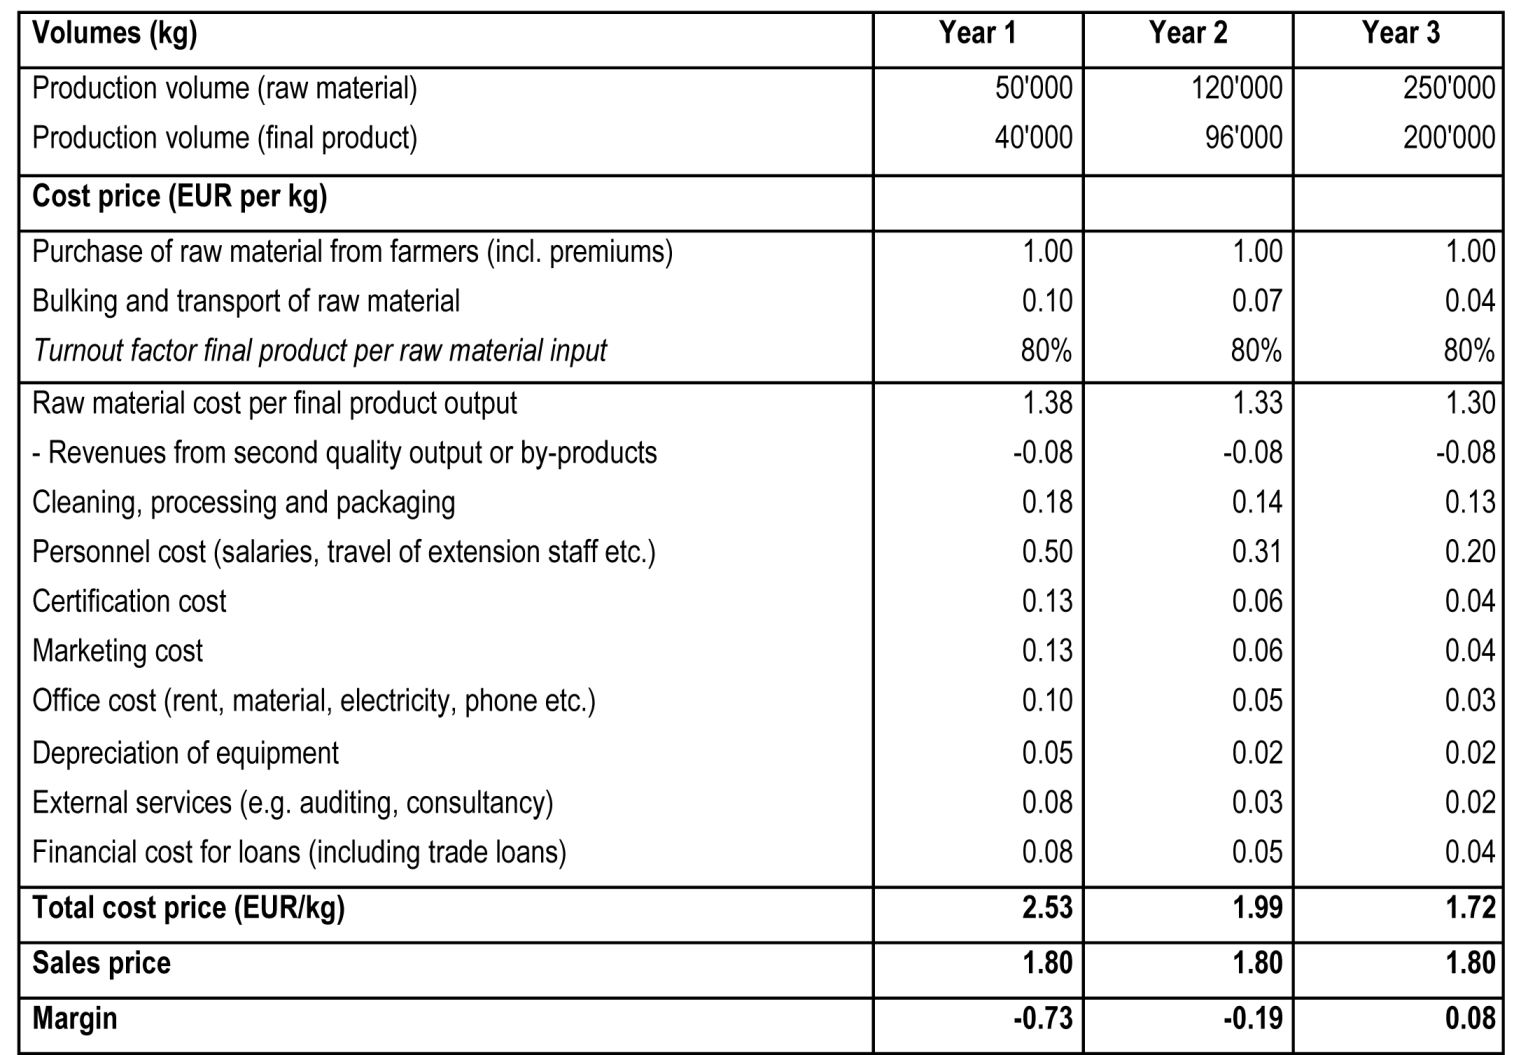 Volumes (kg) Year 1 Year 2 Year 3
Production volume (raw material) 50'000 120'000 250'000
Production volume (final product) 40'000 96'000 200'000
Cost price (EUR per kg)
Purchase of raw material from farmers (incl. premiums) 1.00 1.00 1.00
Bulking and transport of raw material 0.10 0.07 0.04
Turnout factor final product per raw material input 80% 80% 80%
Raw material cost per final product output 1.38 1.33 1.30
- Revenues from second quality output or by-products -0.08 -0.08 -0.08
Cleaning, processing and packaging 0.18 0.14 0.13
Personnel cost (salaries, travel of extension staff etc.) 0.50 0.31 0.20
Certification cost 0.13 0.06 0.04
Marketing cost 0.13 0.06 0.04
Office cost (rent, material, electricity, phone etc.) 0.10 0.05 0.03
Depreciation of equipment 0.05 0.02 0.02
External services (e.g. auditing, consultancy) 0.08 0.03 0.02
Financial cost for loans (including trade loans) 0.08 0.05 0.04
Total cost price (EUR/kg) 2.53 1.99 1.72
Sales price 1.80 1.80 1.80
Margin -0.73 -0.19 0.08